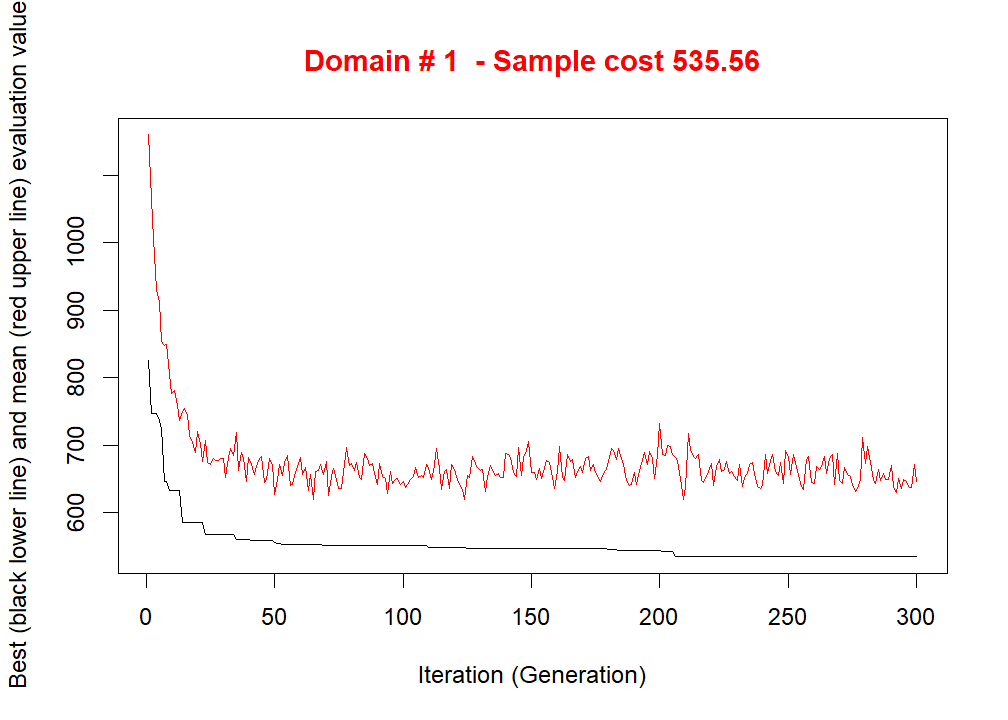 Domain # 1  - Sample cost 535.56
Best (black lower line) and mean (red upper line) evaluation value
1000
900
800
700
600
0 50 100 150 200 250 300
Iteration (Generation)